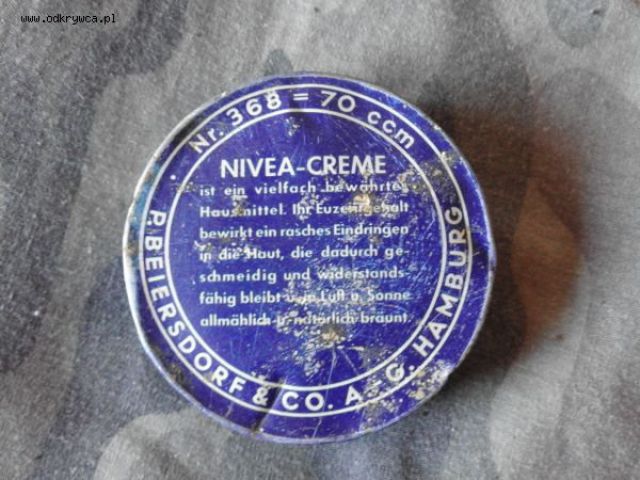 www.odkrywca.pl
Nr. 368 = 70 ccm
NIVEA-CREME
ist ein vielfach bewährtes
Hausmittel. Ihr Euzeritgehalt
bewirkt ein rasches Eindringen
in die Haut, die dadurch ge-
schmeidig und widerstands-
fähig bleibt u. in Luft u. Sonne
allmählich u. natürlich bräunt.
P. BEIERSDORF & CO. A. G. HAMBURG